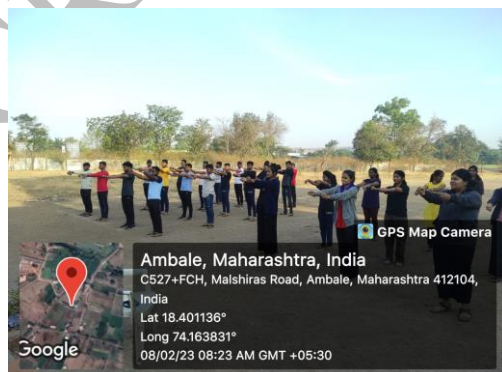 GPS Map Camera
Ambale, Maharashtra, India
C527+FCH, Malshiras Road, Ambale, Maharashtra 412104,
India
Lat 18.401136°
Long 74.163831°
08/02/23 08:23 AM GMT +05:30
Google